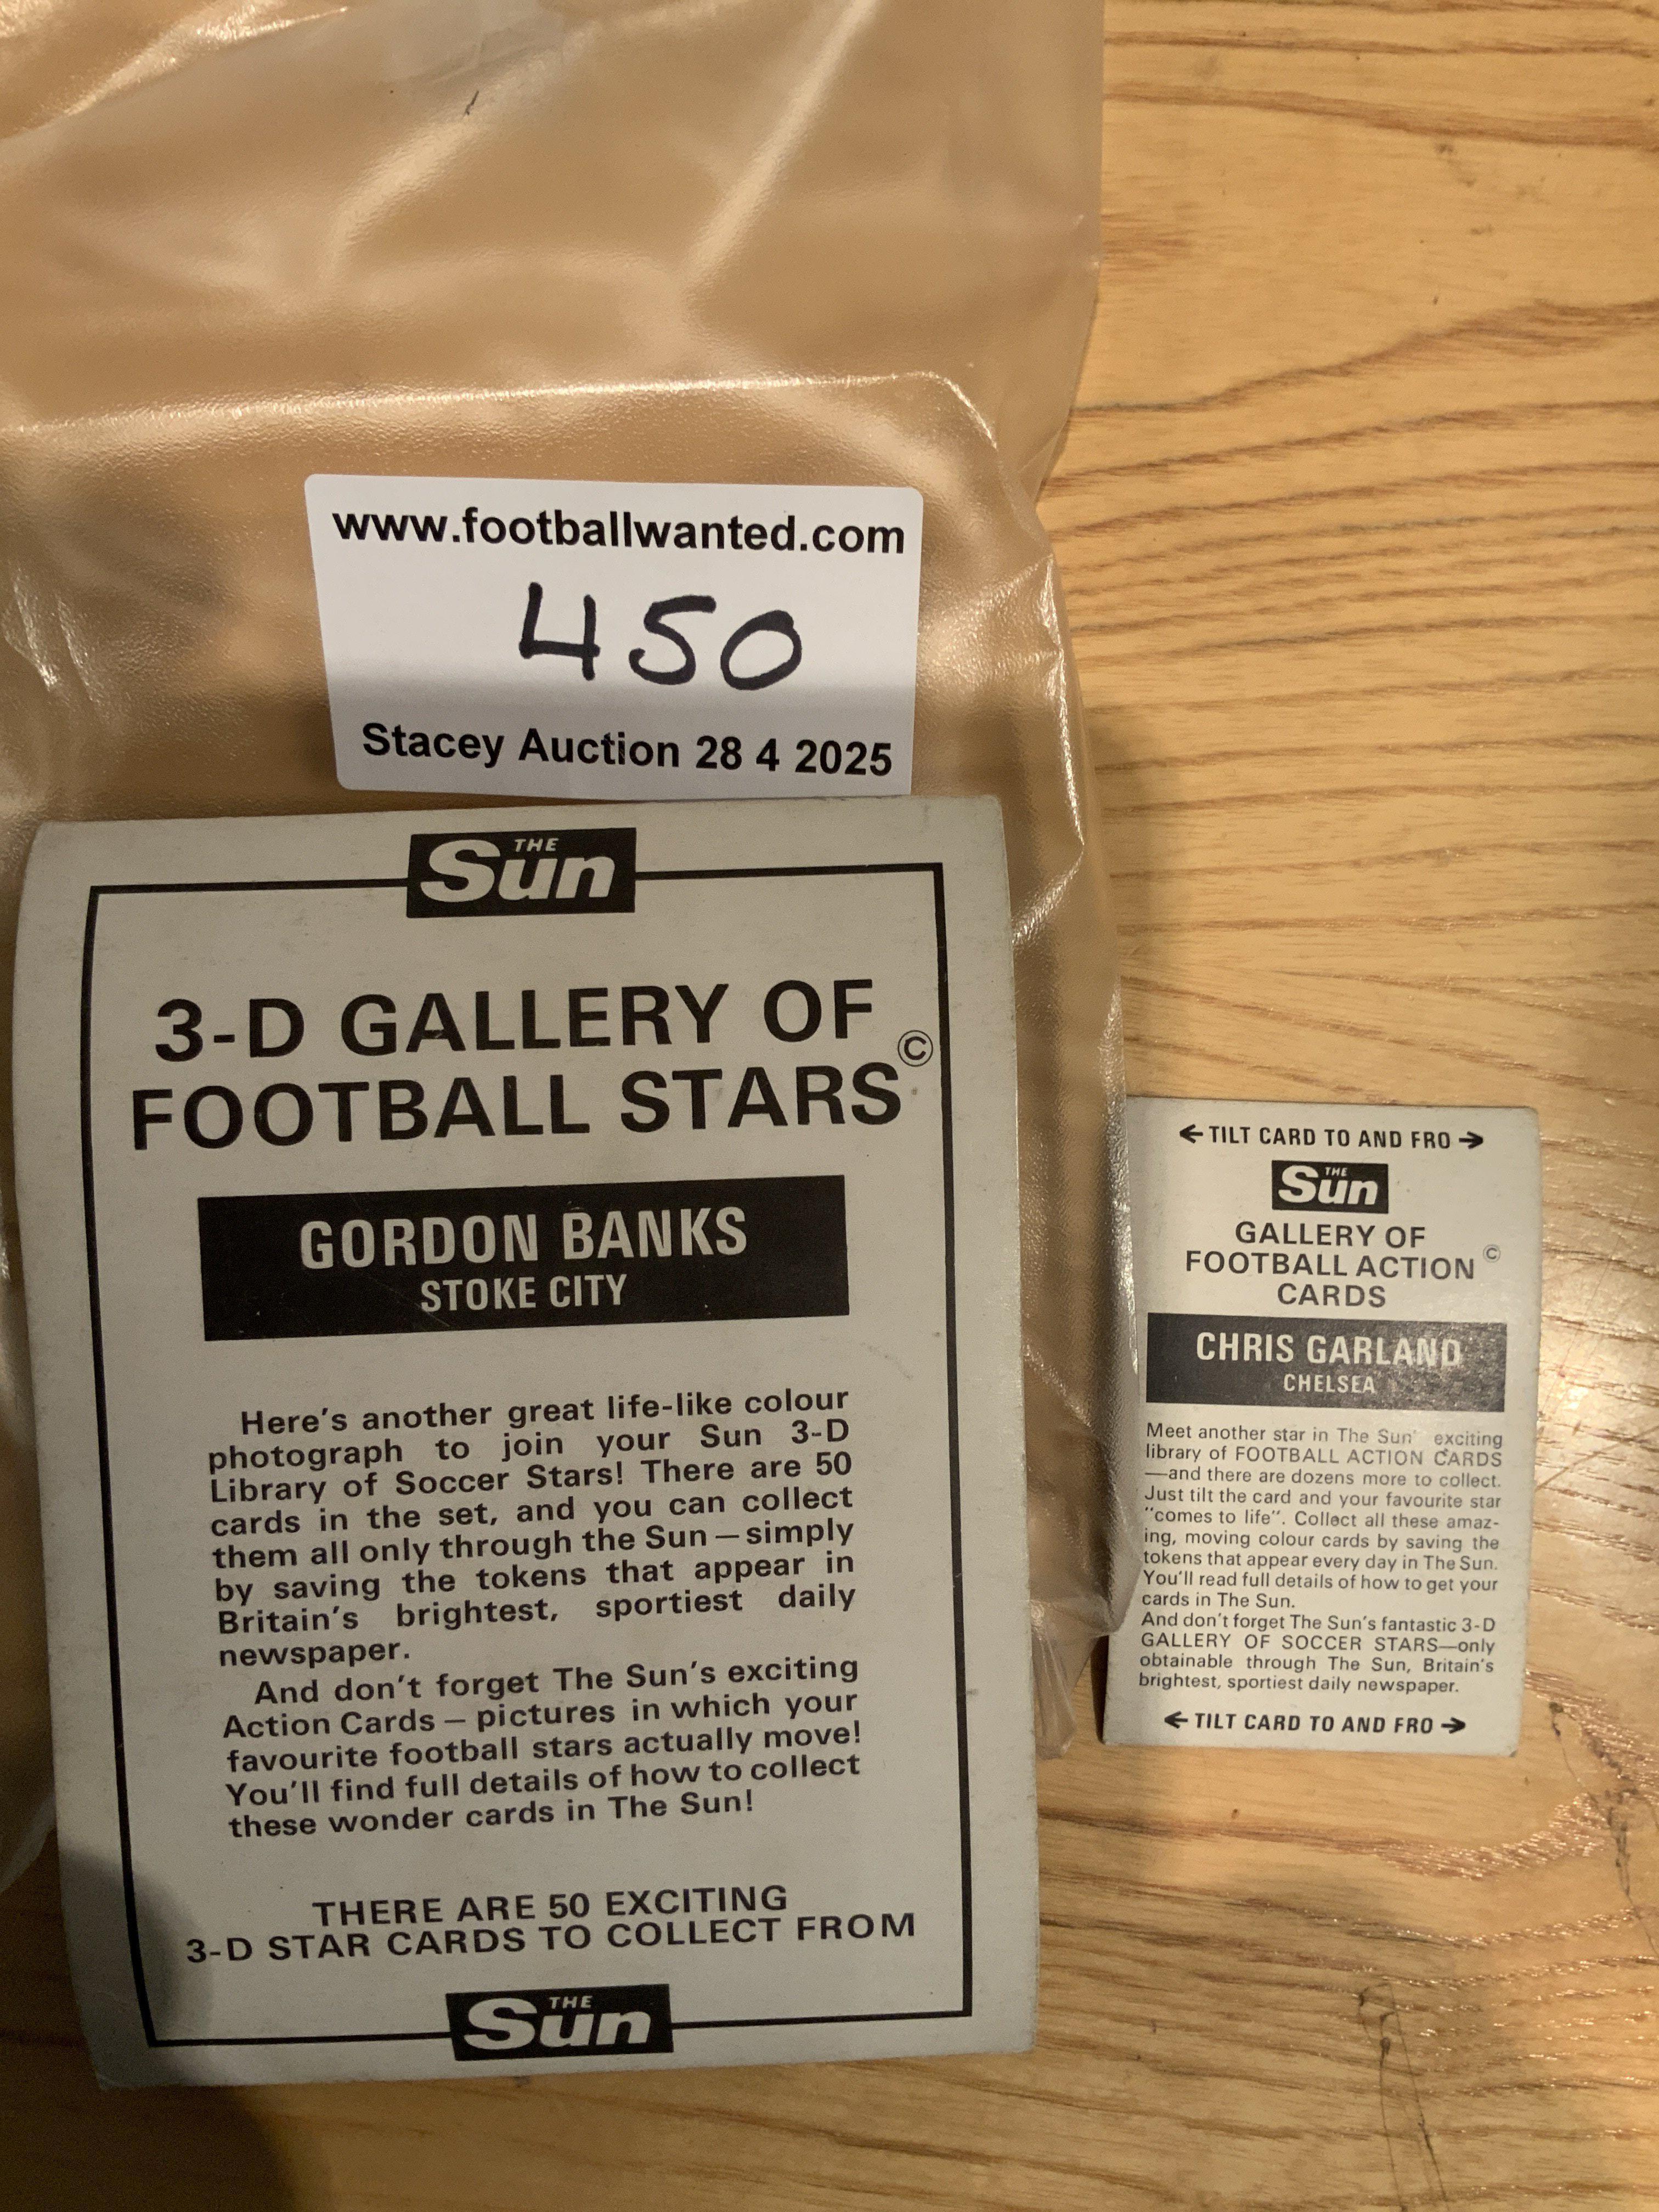 www.footballwanted.com
450
Stacey Auction 28 4 2025
THE
Sun
3-D GALLERY OF
FOOTBALL STARS ©
GORDON BANKS
STOKE CITY
Here's another great life-like colour
photograph to join your Sun 3-D
Library of Soccer Stars! There are 50
cards in the set, and you can collect
them all only through the Sun — simply
by saving the tokens that appear in
Britain's brightest, sportiest daily
newspaper.
And don't forget The Sun's exciting
Action Cards — pictures in which your
favourite football stars actually move!
You'll find full details of how to collect
these wonder cards in The Sun!
THERE ARE 50 EXCITING
3-D STAR CARDS TO COLLECT FROM
THE
Sun
← TILT CARD TO AND FRO →
THE
Sun
GALLERY OF
FOOTBALL ACTION ©
CARDS
CHRIS GARLAND
CHELSEA
Meet another star in The Sun' exciting
library of FOOTBALL ACTION CARDS
—and there are dozens more to collect.
Just tilt the card and your favourite star
"comes to life". Collect all these amaz-
ing, moving colour cards by saving the
tokens that appear every day in The Sun.
You'll read full details of how to get your
cards in The Sun.
And don't forget The Sun's fantastic 3-D
GALLERY OF SOCCER STARS—only
obtainable through The Sun, Britain's
brightest, sportiest daily newspaper.
← TILT CARD TO AND FRO →